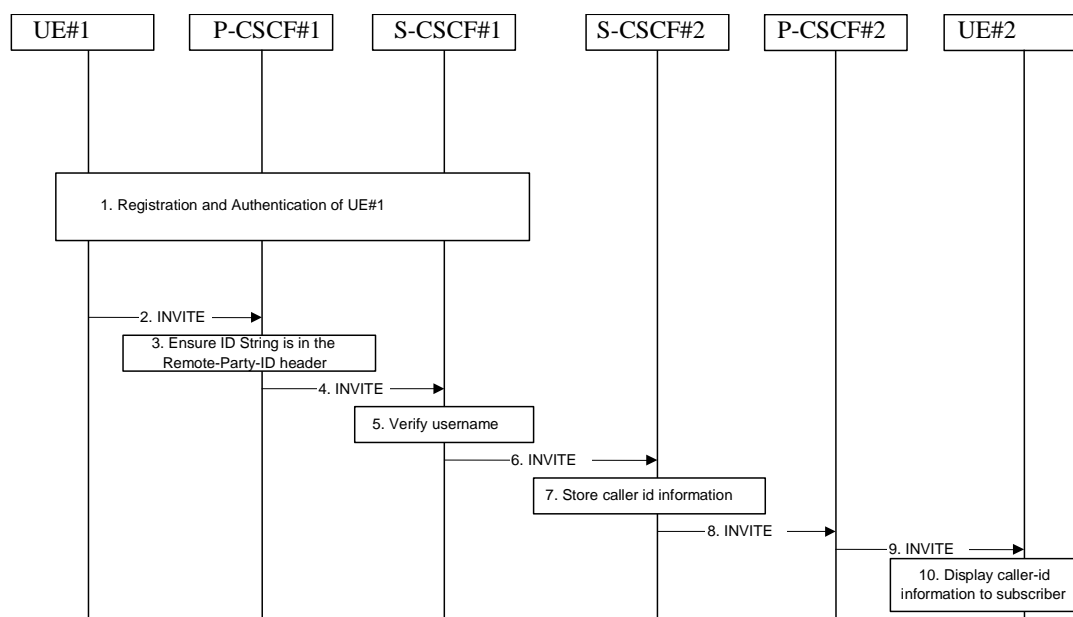 UE#1
P-CSCF#1
S-CSCF#1
S-CSCF#2
P-CSCF#2
UE#2
1. Registration and Authentication of UE#1
2. INVITE
3. Ensure ID String is in the
Remote-Party-ID header
4. INVITE
5. Verify username
6. INVITE
7. Store caller id information
8. INVITE
9. INVITE
10. Display caller-id
information to subscriber